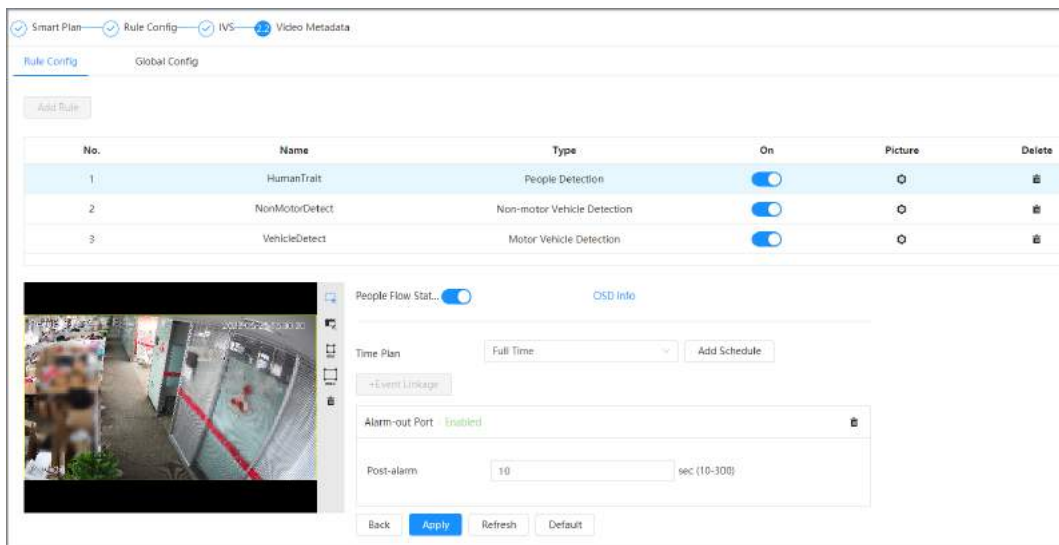 Smart Plan Rule Config IVS 2.2 Video Metadata
Rule Config Global Config
Add Rule
No. Name Type On Picture Delete
1 HumanTrait People Detection
2 NonMotorDetect Non-motor Vehicle Detection
3 VehicleDetect Motor Vehicle Detection
People Flow Stat... OSD Info
Time Plan Full Time Add Schedule
+Event Linkage
Alarm-out Port Enabled
Post-alarm 10 sec (10-300)
Back Apply Refresh Default